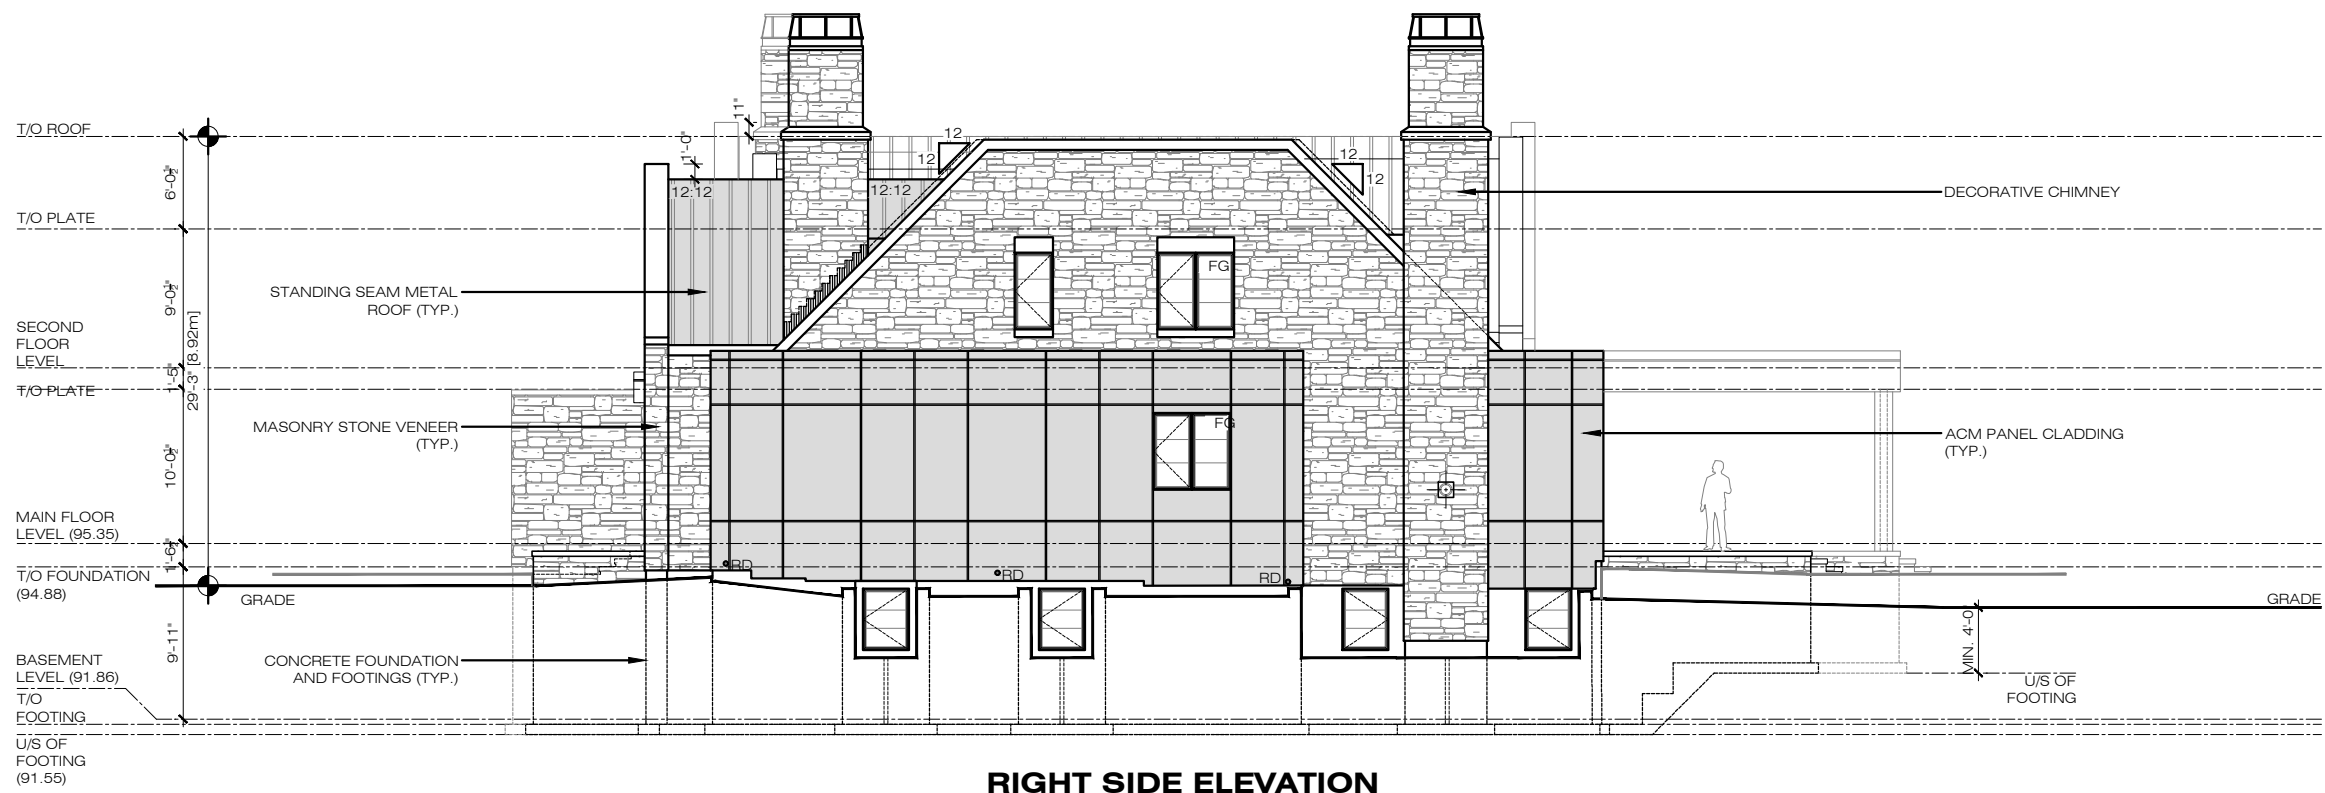 T/O ROOF
6'-0½"
T/O PLATE
9'-0½"
SECOND
FLOOR
LEVEL
1'-5"
T/O PLATE
29'-3" [8.92m]
10'-0½"
MAIN FLOOR
LEVEL (95.35)
1'-6½"
T/O FOUNDATION
(94.88)
9'-11"
BASEMENT
LEVEL (91.86)
T/O
FOOTING
U/S OF
FOOTING
(91.55)
GRADE
STANDING SEAM METAL
ROOF (TYP.)
MASONRY STONE VENEER
(TYP.)
CONCRETE FOUNDATION
AND FOOTINGS (TYP.)
11"
1'-0"
12:12
12:12
12
12
12
12
FG
FG
RD
RD
RD
DECORATIVE CHIMNEY
ACM PANEL CLADDING
(TYP.)
GRADE
MIN. 4'-0"
U/S OF
FOOTING
RIGHT SIDE ELEVATION